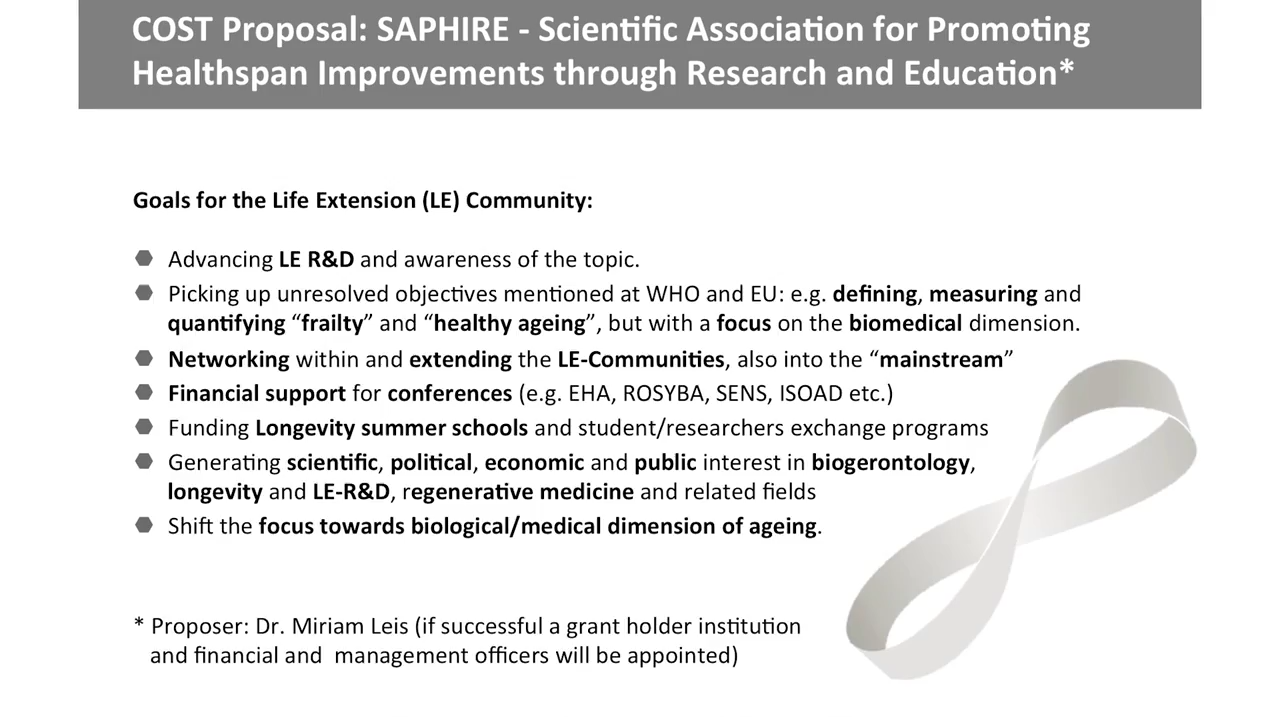 COST Proposal: SAPHIRE - Scientific Association for Promoting
Healthspan Improvements through Research and Education*
Goals for the Life Extension (LE) Community:
Advancing LE R&D and awareness of the topic.
Picking up unresolved objectives mentioned at WHO and EU: e.g. defining, measuring and
quantifying “frailty” and “healthy ageing”, but with a focus on the biomedical dimension.
Networking within and extending the LE-Communities, also into the “mainstream”
Financial support for conferences (e.g. EHA, ROSYBA, SENS, ISOAD etc.)
Funding Longevity summer schools and student/researchers exchange programs
Generating scientific, political, economic and public interest in biogerontology,
longevity and LE-R&D, regenerative medicine and related fields
Shift the focus towards biological/medical dimension of ageing.
* Proposer: Dr. Miriam Leis (if successful a grant holder institution
and financial and  management officers will be appointed)